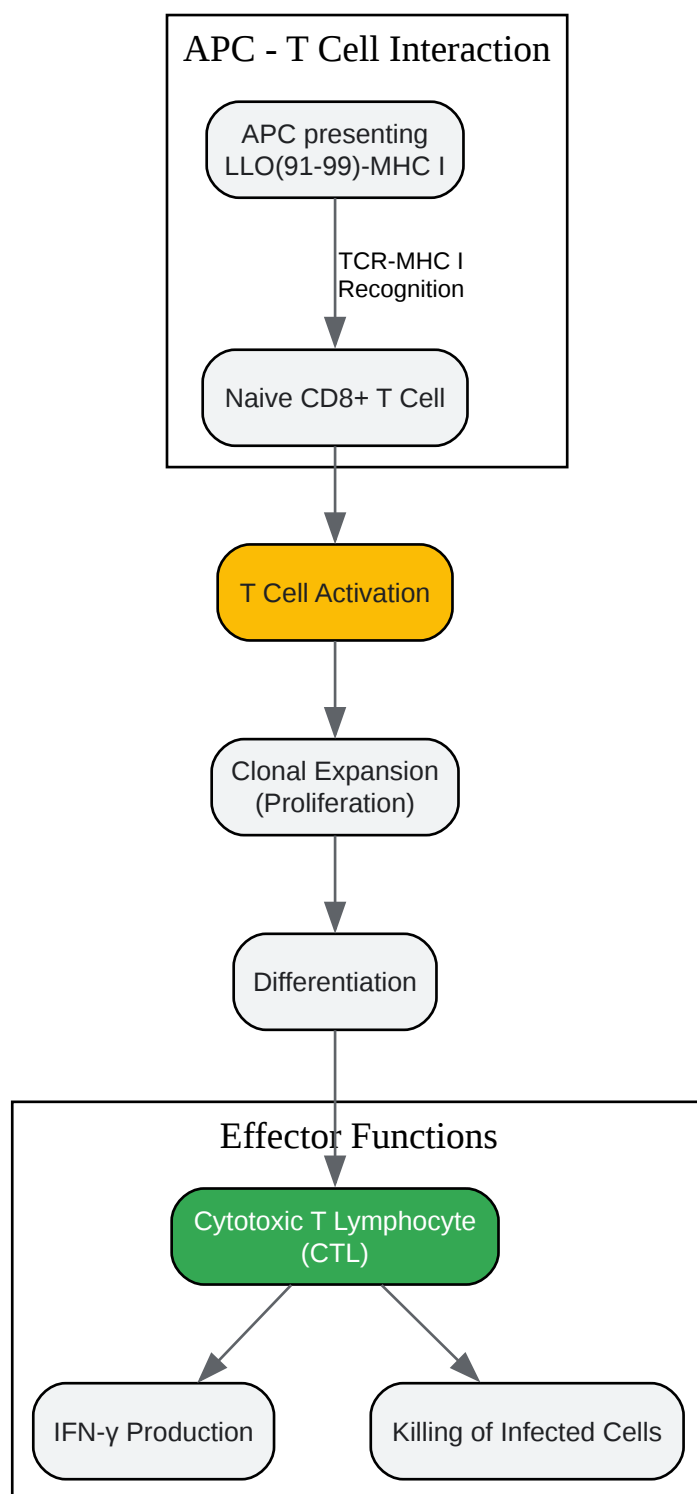 APC - T Cell Interaction
APC presenting
LLO(91-99)-MHC I
TCR-MHC I
Recognition
Naive CD8+ T Cell
T Cell Activation
Clonal Expansion
(Proliferation)
Differentiation
Effector Functions
Cytotoxic T Lymphocyte
(CTL)
IFN-γ Production
Killing of Infected Cells